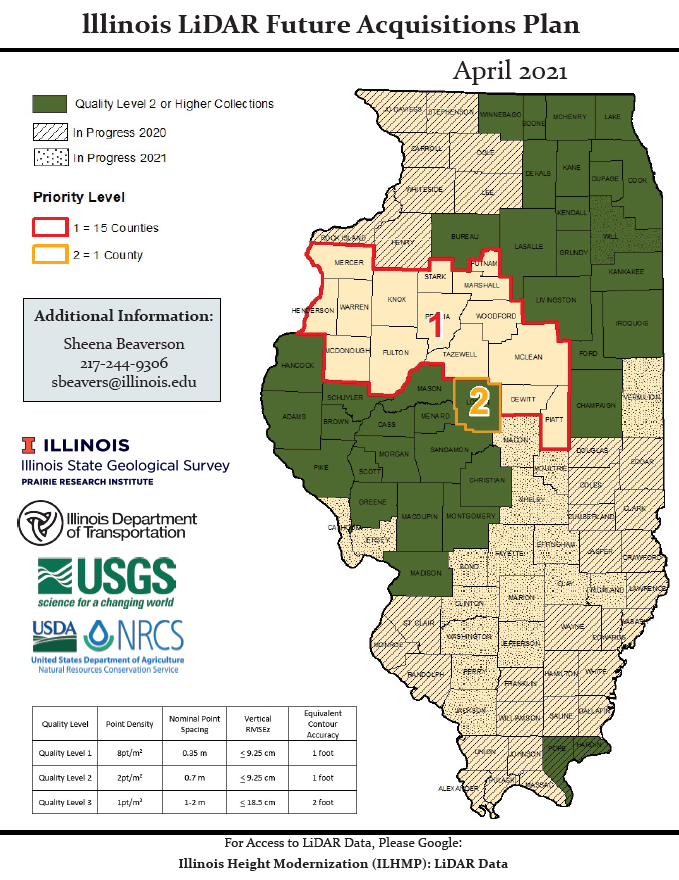 Illinois LiDAR Future Acquisitions Plan
April 2021
Quality Level 2 or Higher Collections
In Progress 2020
In Progress 2021
Priority Level
1 = 15 Counties
2 = 1 County
Additional Information:
Sheena Beaverson
217-244-9306
sbeavers@illinois.edu
I ILLINOIS
Illinois State Geological Survey
PRAIRIE RESEARCH INSTITUTE
Illinois Department
of Transportation
USGS
science for a changing world
USDA NRCS
United States Department of Agriculture
Natural Resources Conservation Service
JO DAVIESS STEPHENSON WINNEBAGO BOONE MCHENRY LAKE
CARROLL OGLE DEKALB KANE DUPAGE COOK
WHITESIDE LEE KENDALL
ROCK ISLAND HENRY BUREAU LASALLE GRUNDY WILL
MERCER PUTNAM KANKAKEE
STARK MARSHALL
HENDERSON WARREN KNOX LIVINGSTON
1
WOODFORD IROQUOIS
MCDONOUGH FULTON TAZEWELL MCLEAN FORD
HANCOCK SCHUYLER MASON
2
DEWITT CHAMPAIGN VERMILION
ADAMS BROWN CASS MENARD PIATT
MACON
PIKE SCOTT MORGAN SANGAMON DOUGLAS EDGAR
MOULTRIE
CHRISTIAN SHELBY COLES
GREENE MACOUPIN MONTGOMERY CUMBERLAND CLARK
JERSEY
FAYETTE EFFINGHAM JASPER CRAWFORD
MADISON BOND CLAY RICHLAND LAWRENCE
CLINTON MARION
ST. CLAIR WAYNE EDWARDS WABASH
MONROE WASHINGTON JEFFERSON
RANDOLPH PERRY HAMILTON WHITE
FRANKLIN
JACKSON WILLIAMSON SALINE GALLATIN
UNION JOHNSON POPE HARDIN
ALEXANDER PULASKI MASSAC
Quality Level Point Density Nominal Point Spacing Vertical RMSEz Equivalent Contour Accuracy
Quality Level 1 8pt/m² 0.35 m ≤ 9.25 cm 1 foot
Quality Level 2 2pt/m² 0.7 m ≤ 9.25 cm 1 foot
Quality Level 3 1pt/m² 1-2 m ≤ 18.5 cm 2 foot
For Access to LiDAR Data, Please Google:
Illinois Height Modernization (ILHMP): LiDAR Data